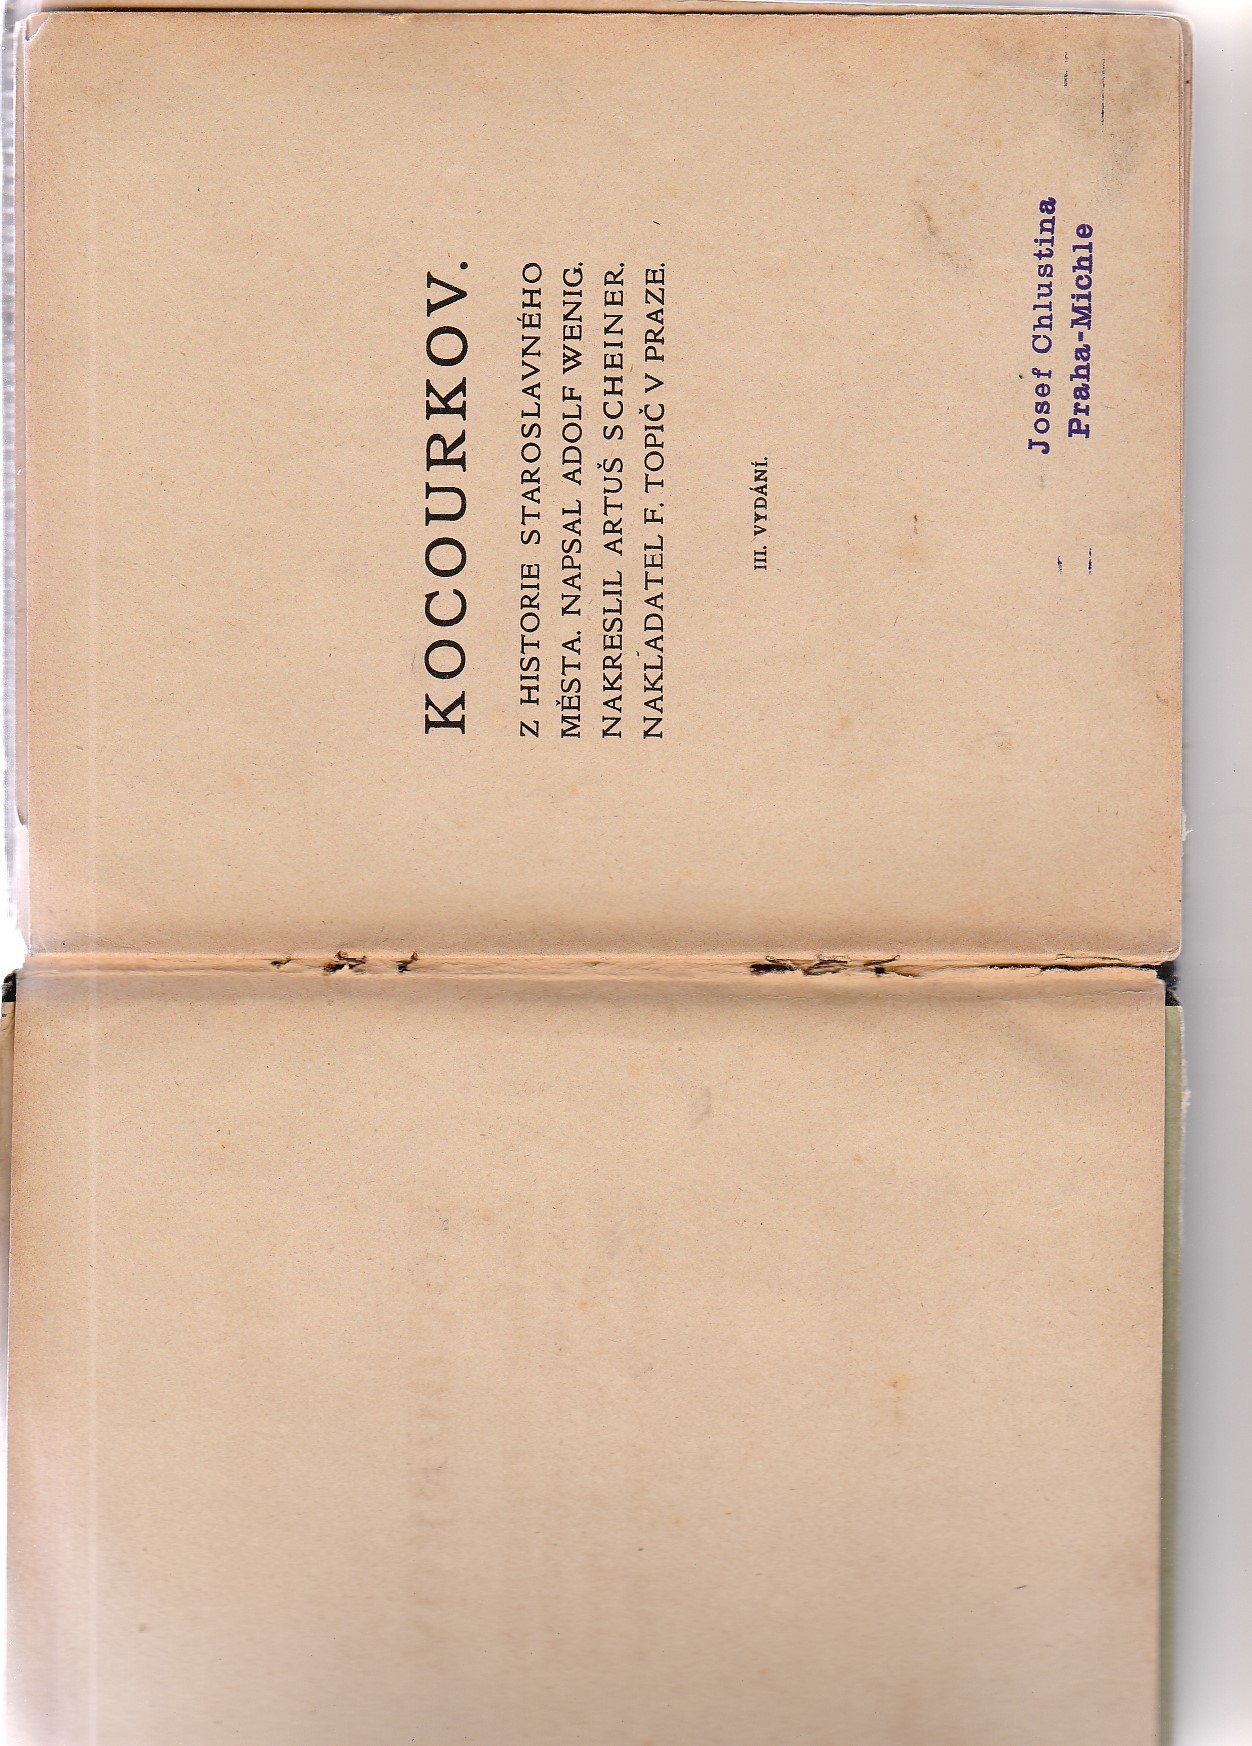 KOCOURKOV.
Z HISTORIE STAROSLAVNÉHO
MĚSTA. NAPSAL ADOLF WENIG.
NAKRESLIL ARTUŠ SCHEINER.
NAKLADATEL F. TOPIČ V PRAZE.
III. VYDÁNÍ.
Josef Chlustina
Praha-Michle